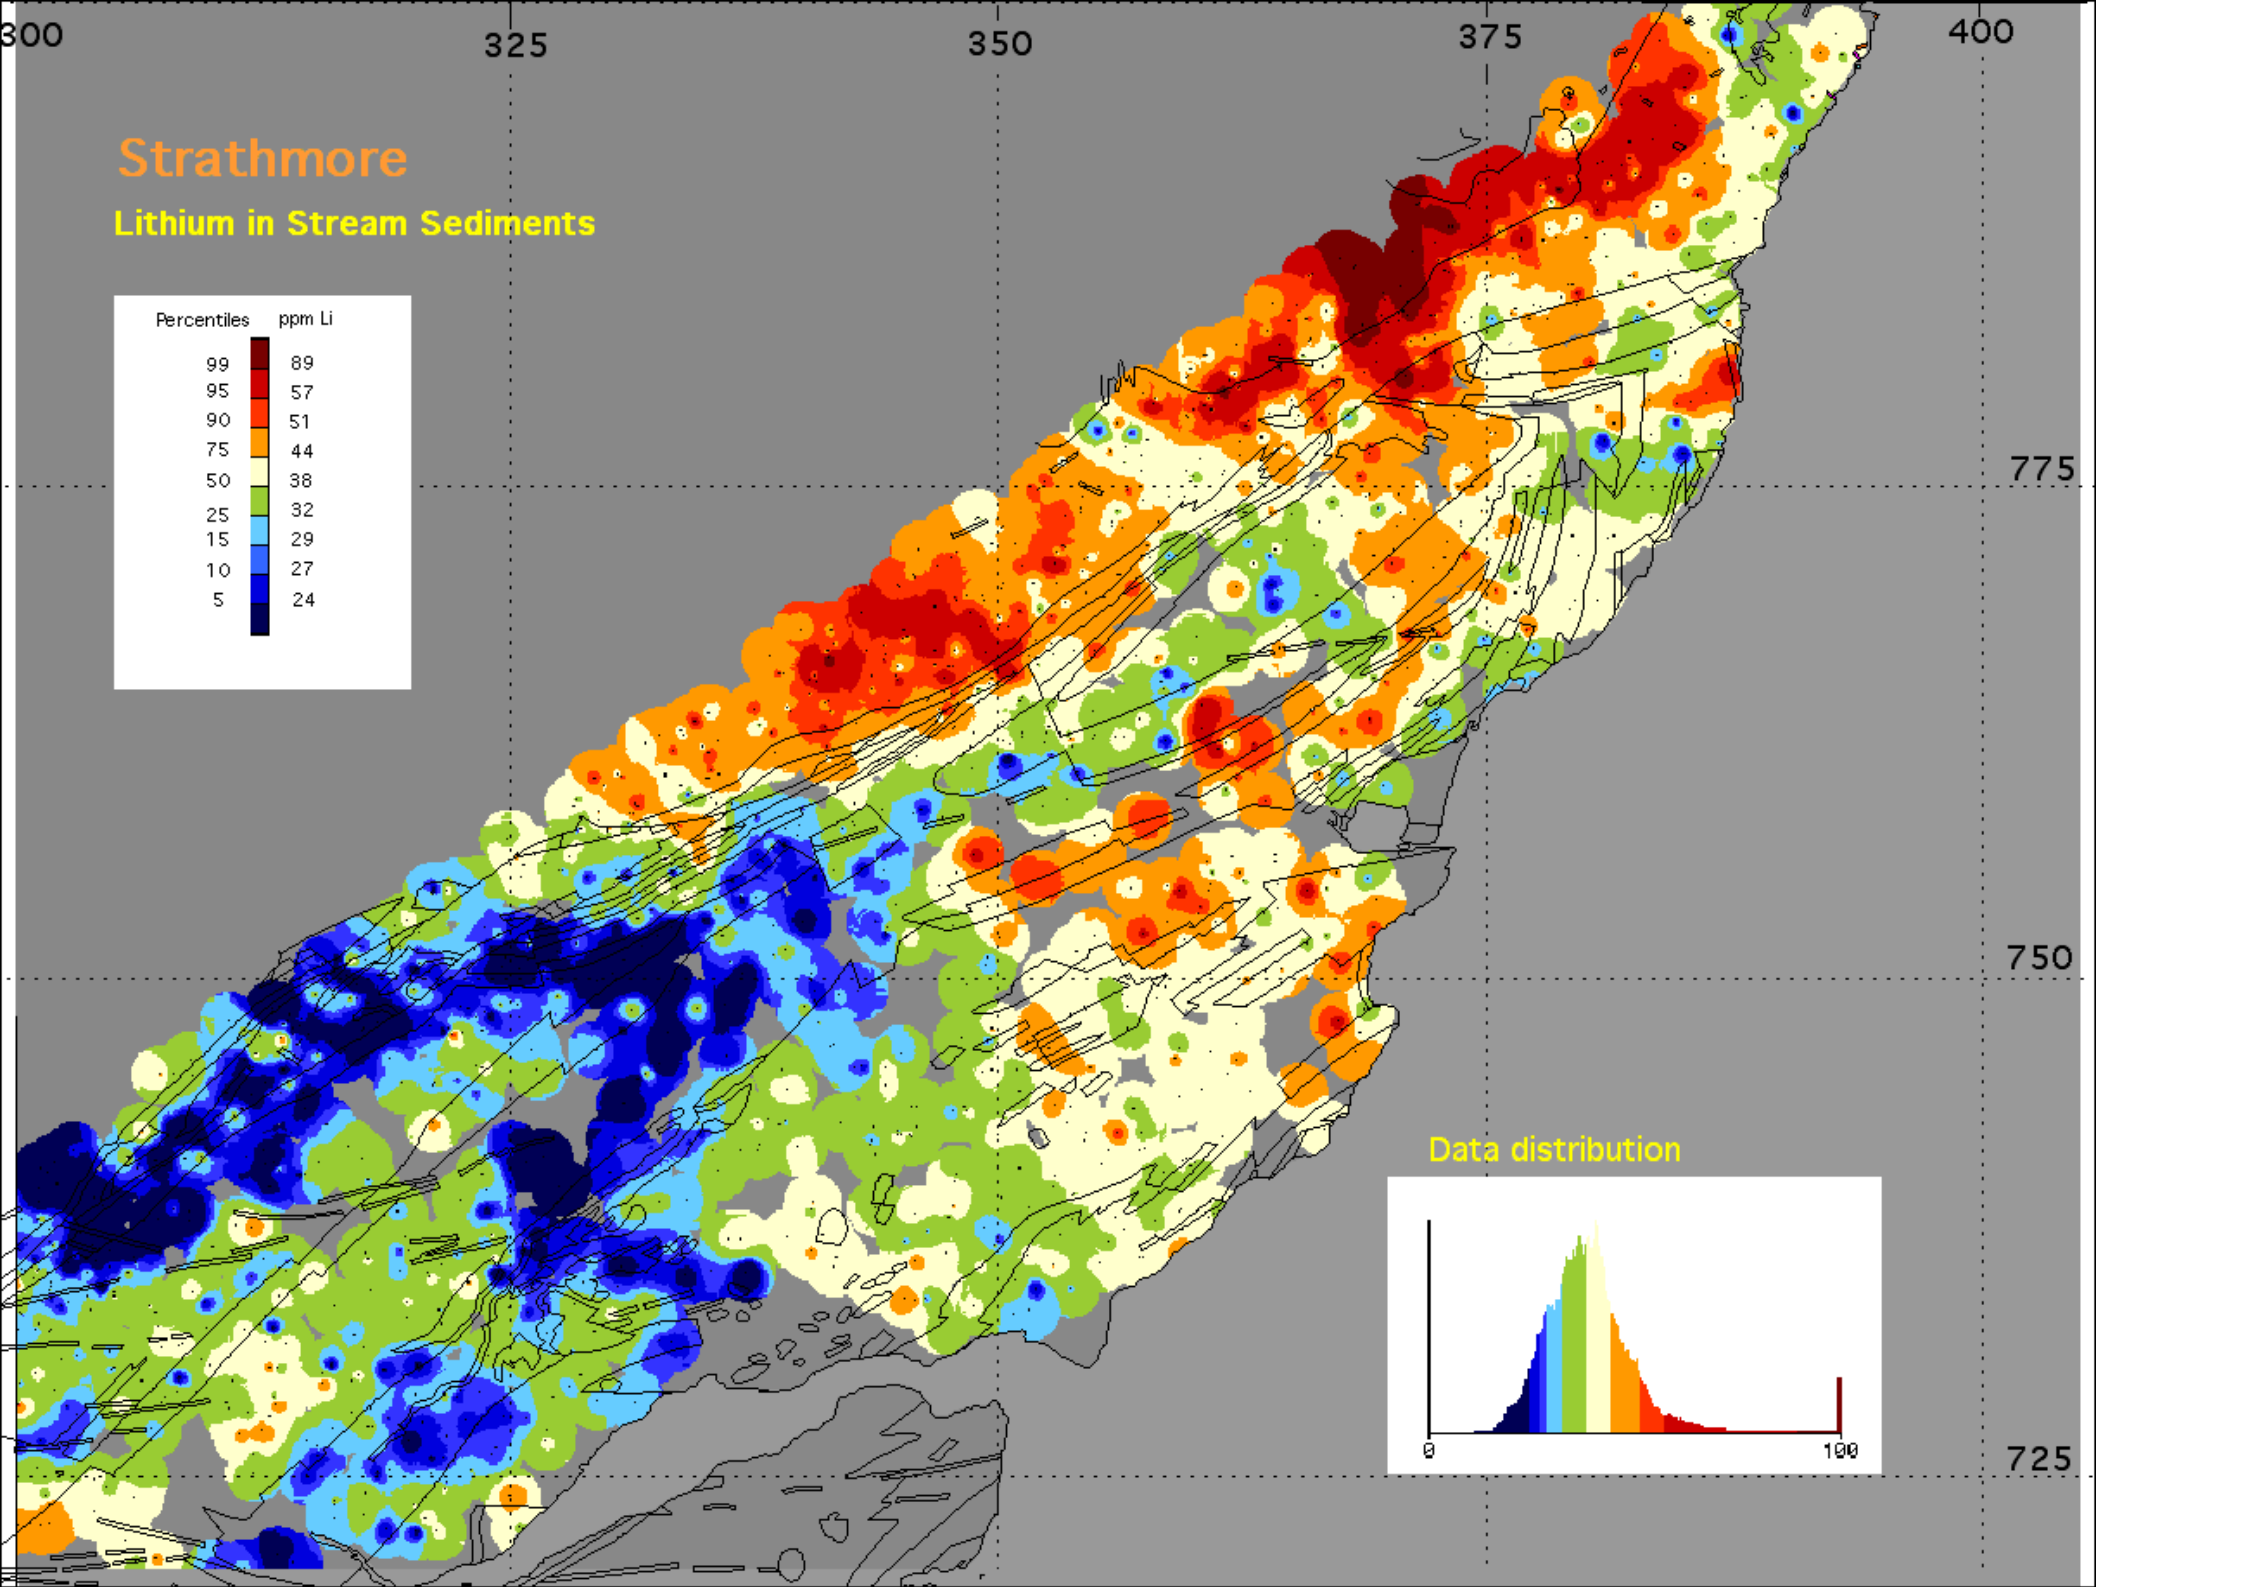 300 325 350 375 400
Strathmore
Lithium in Stream Sediments
Percentiles ppm Li
99 89
95 57
90 51
75 44
50 38
25 32
15 29
10 27
5 24
775
750
Data distribution
0 100
725